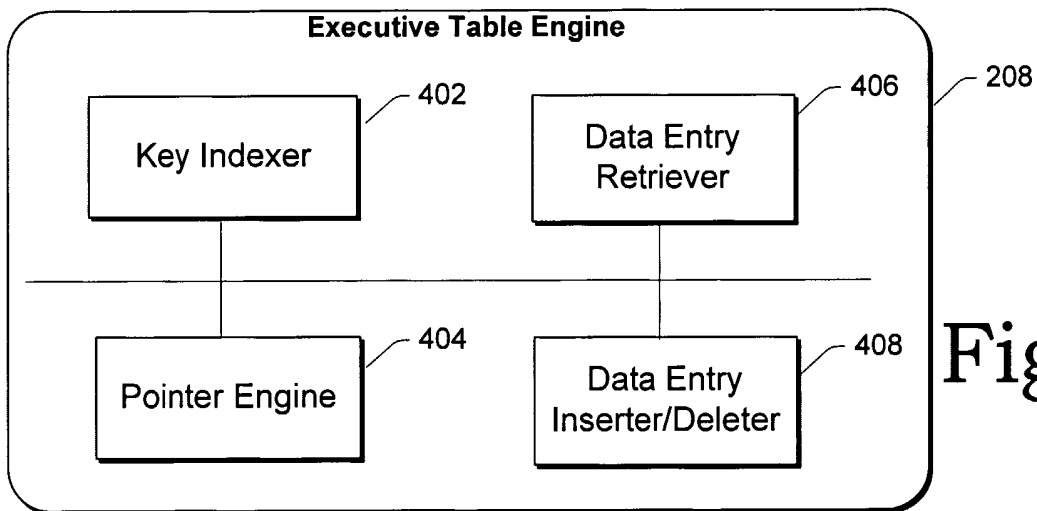 Executive Table Engine
208
402
Key Indexer
406
Data Entry
Retriever
404
Pointer Engine
408
Data Entry
Inserter/Deleter
Fig